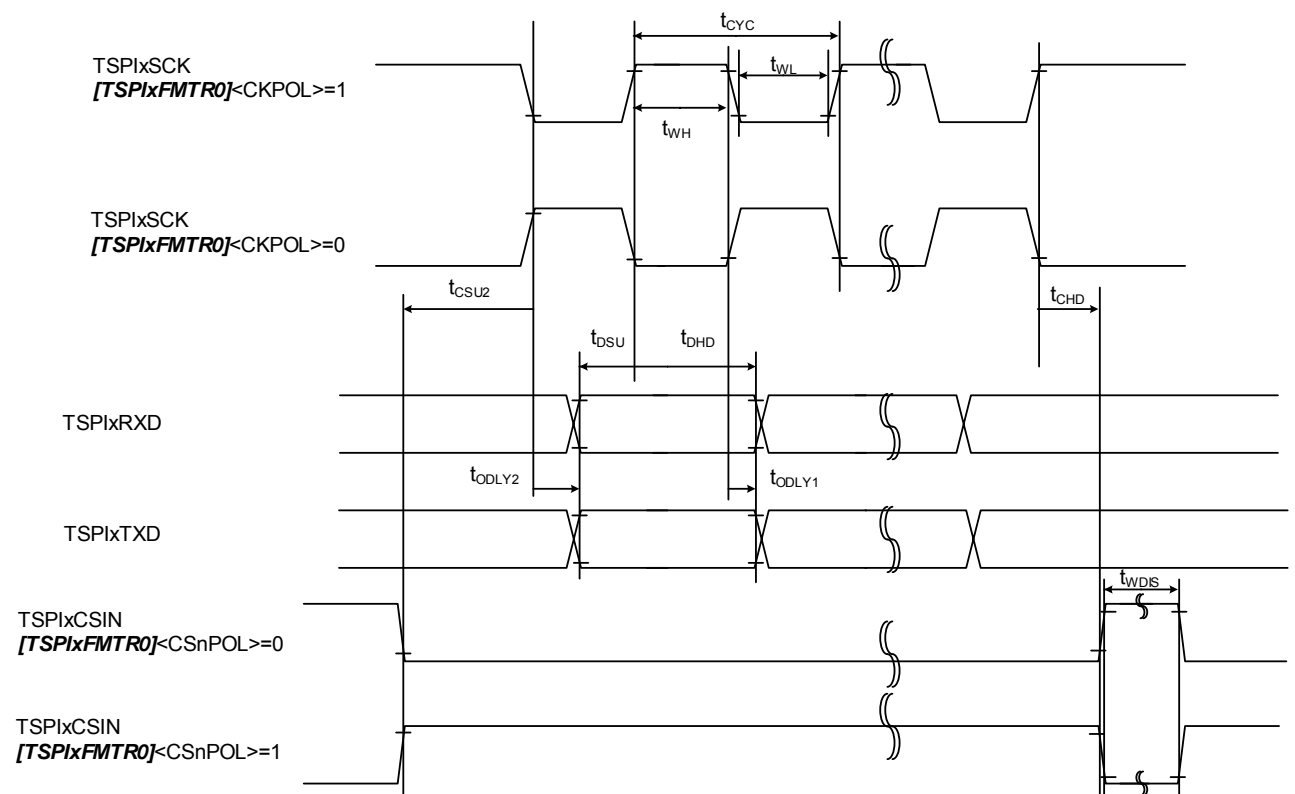 tCYC
TSPIxSCK
[TSPIxFMTR0]<CKPOL>=1
tWL
tWH
TSPIxSCK
[TSPIxFMTR0]<CKPOL>=0
tCSU2
tCHD
tDSU
tDHD
TSPIxRXD
tODLY2
tODLY1
TSPIxTXD
tWDIS
TSPIxCSIN
[TSPIxFMTR0]<CSnPOL>=0
TSPIxCSIN
[TSPIxFMTR0]<CSnPOL>=1